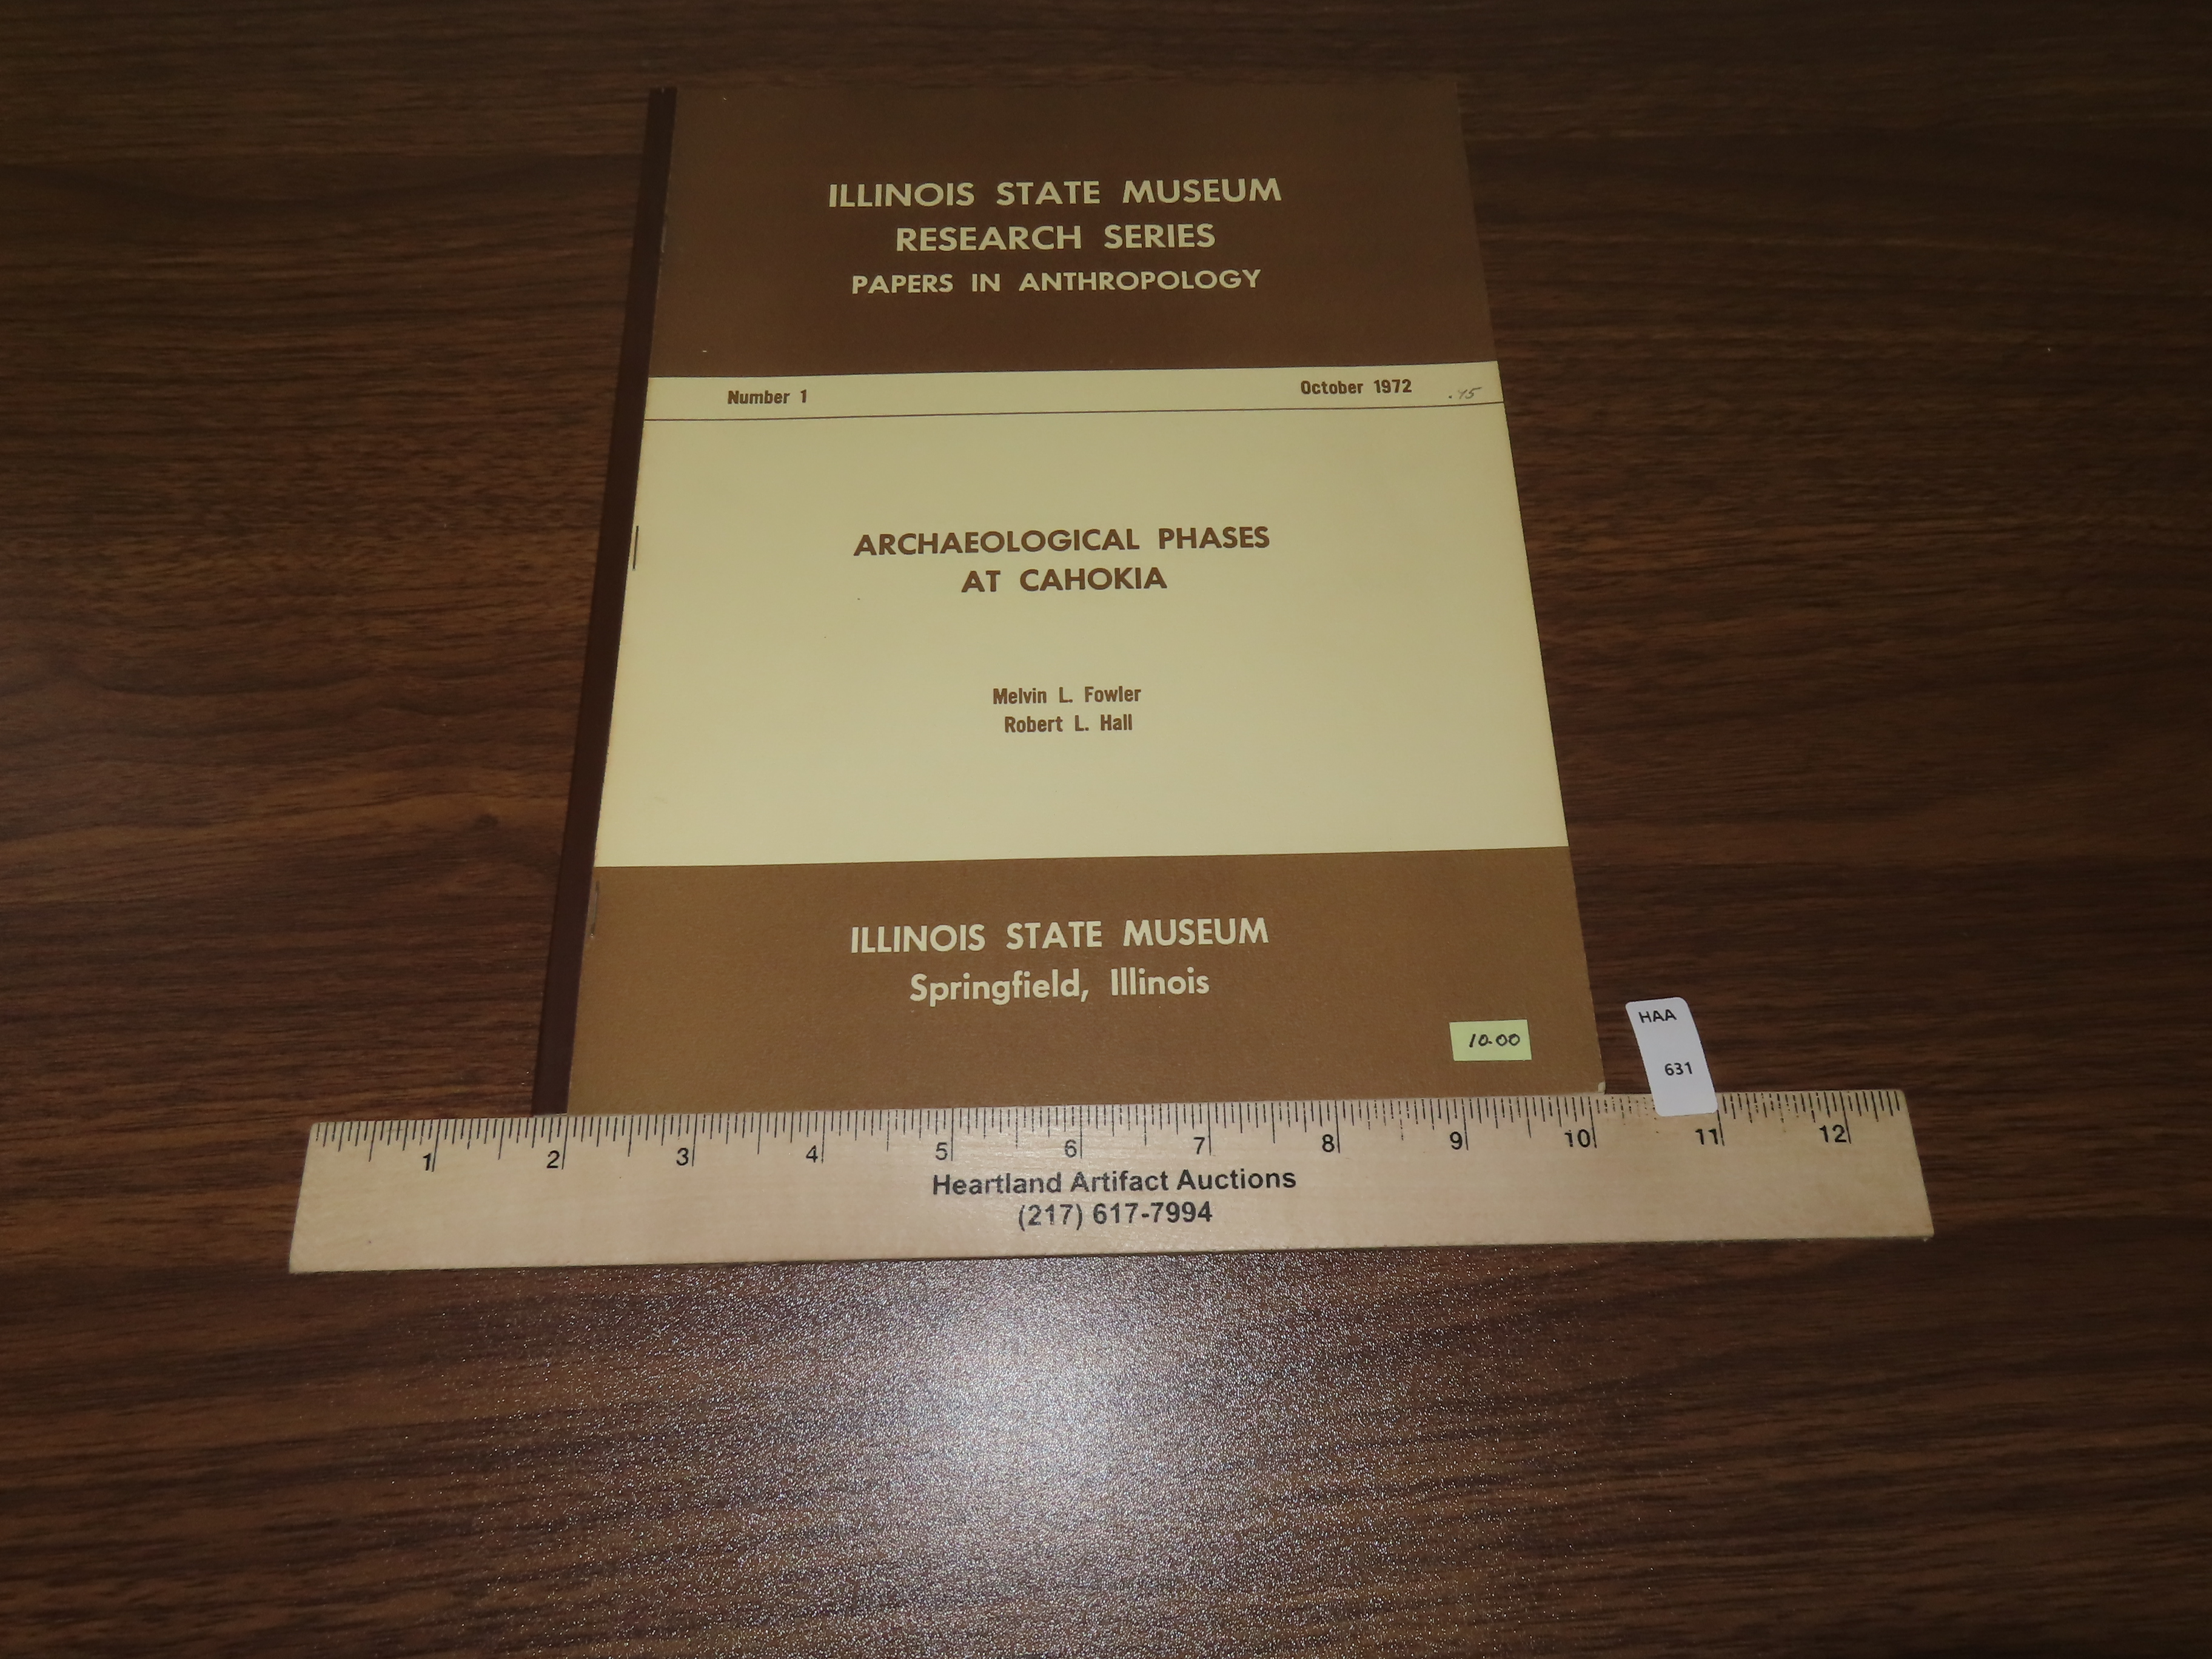 ILLINOIS STATE MUSEUM
RESEARCH SERIES
PAPERS IN ANTHROPOLOGY
Number 1 October 1972
ARCHAEOLOGICAL PHASES
AT CAHOKIA
Melvin L. Fowler
Robert L. Hall
ILLINOIS STATE MUSEUM
Springfield, Illinois
10.00
HAA
631
1 2 3 4 5 6 7 8 9 10 11 12
Heartland Artifact Auctions
(217) 617-7994